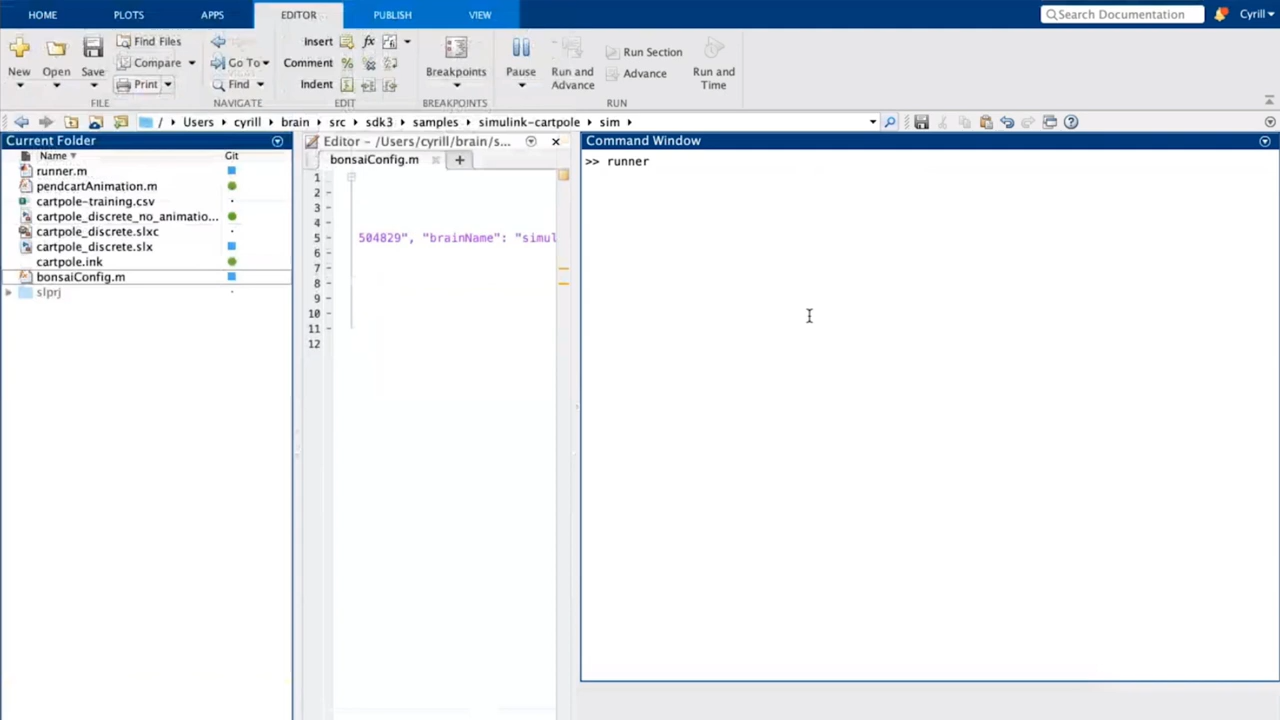 HOME PLOTS APPS EDITOR PUBLISH VIEW Search Documentation Cyrill
New Open Save Find Files Compare Print Go To Find Insert fx Comment Indent Breakpoints Pause Run and Advance Run Section Advance Run and Time
FILE NAVIGATE EDIT BREAKPOINTS RUN
/ Users cyrill brain src sdk3 samples simulink-cartpole sim
Current Folder
Name Git
runner.m
pendcartAnimation.m
cartpole-training.csv
cartpole_discrete_no_animatio...
cartpole_discrete.slxc
cartpole_discrete.slx
cartpole.ink
bonsaiConfig.m
slprj
Editor - /Users/cyrill/brain/s...
bonsaiConfig.m
1
2 -
3 -
4 -
5 - 504829", "brainName": "simul
6 -
7 -
8 -
9 -
10 -
11 -
12
Command Window
>> runner